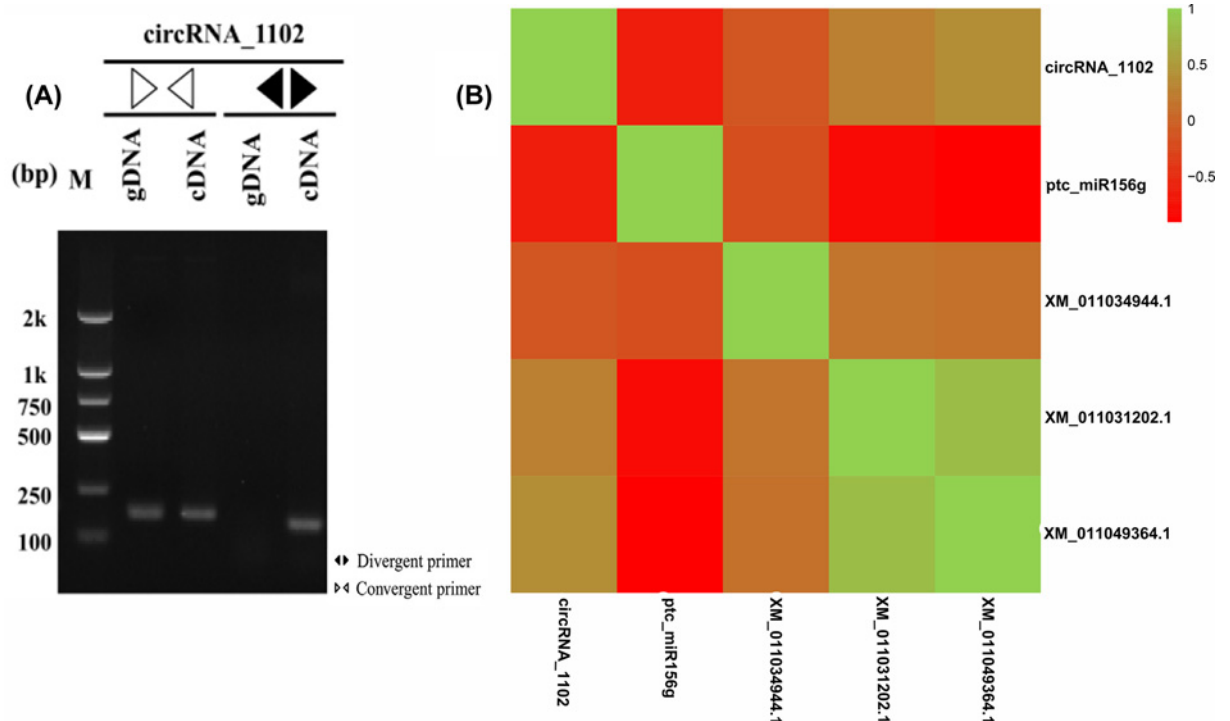 circRNA_1102
(A)
(bp) M gDNA cDNA gDNA cDNA
2k
1k
750
500
250
100
Divergent primer
Convergent primer
(B)
circRNA_1102
ptc_miR156g
XM_011034944.1
XM_011031202.1
XM_011049364.1
circRNA_1102
ptc_miR156g
XM_011034944.1
XM_011031202.1
XM_011049364.1
1
0.5
0
−0.5